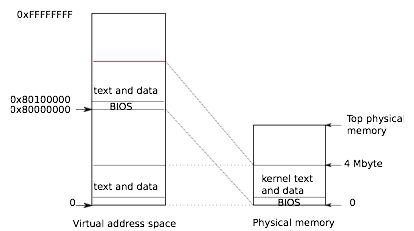 0xFFFFFFFF
text and data
0x80100000
0x80000000
BIOS
text and data
0
Virtual address space
Top physical
memory
4 Mbyte
kernel text
and data
BIOS
0
Physical memory